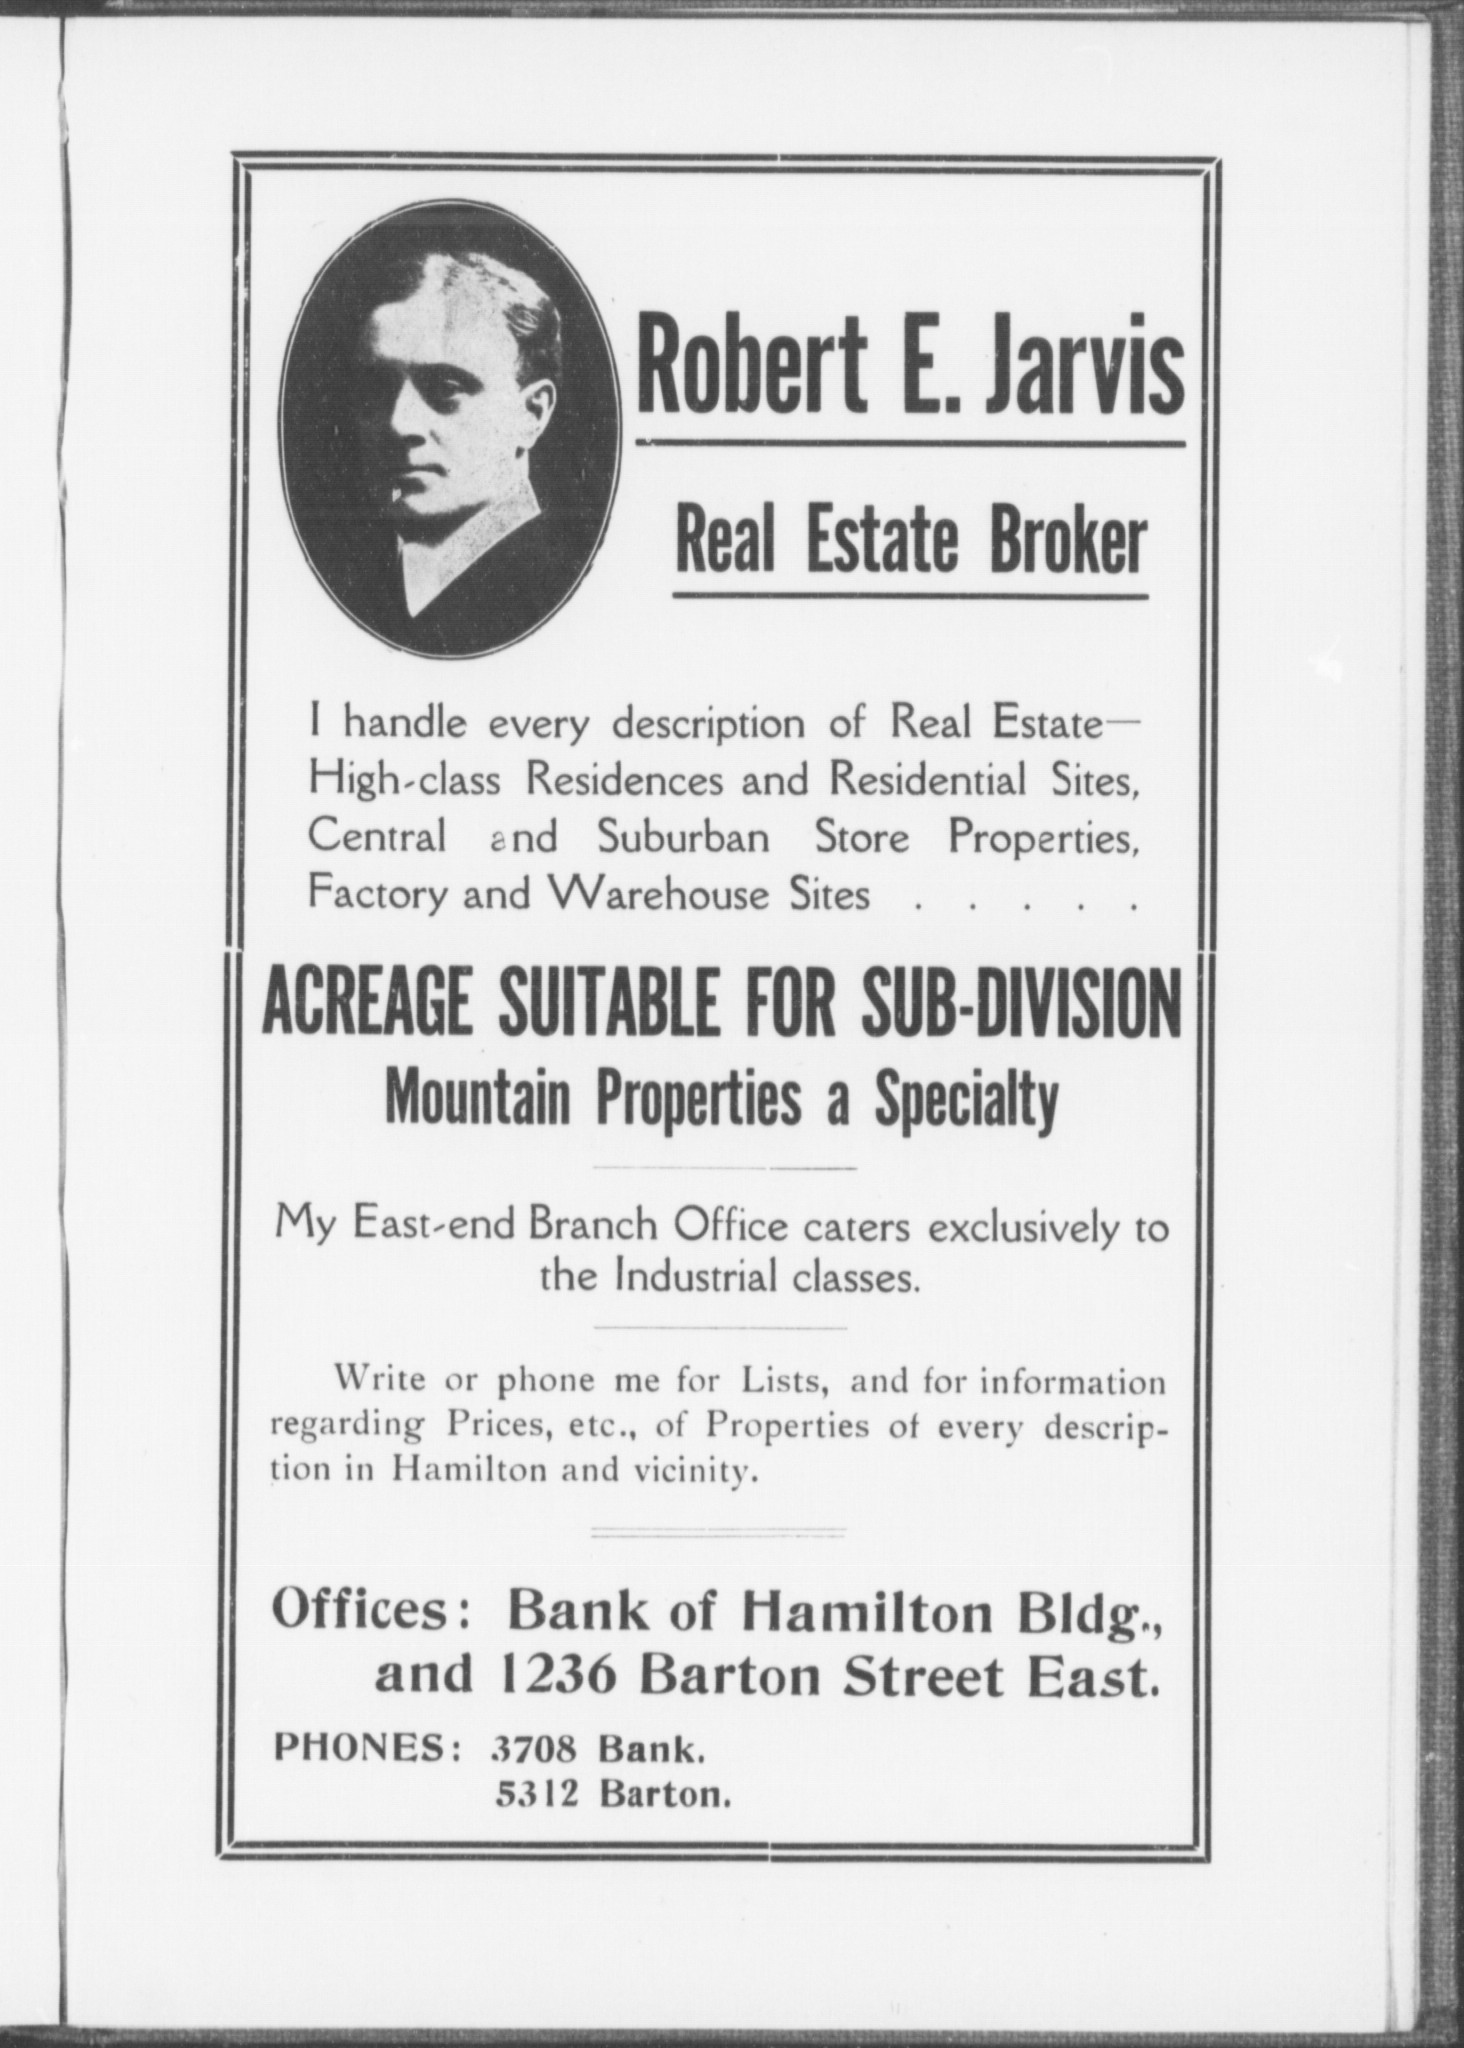 Robert E. Jarvis
Real Estate Broker
I handle every description of Real Estate—
High-class Residences and Residential Sites,
Central and Suburban Store Properties,
Factory and Warehouse Sites . . . . .
ACREAGE SUITABLE FOR SUB-DIVISION
Mountain Properties a Specialty
My East-end Branch Office caters exclusively to
the Industrial classes.
Write or phone me for Lists, and for information
regarding Prices, etc., of Properties of every descrip-
tion in Hamilton and vicinity.
Offices: Bank of Hamilton Bldg.,
and 1236 Barton Street East.
PHONES: 3708 Bank.
5312 Barton.